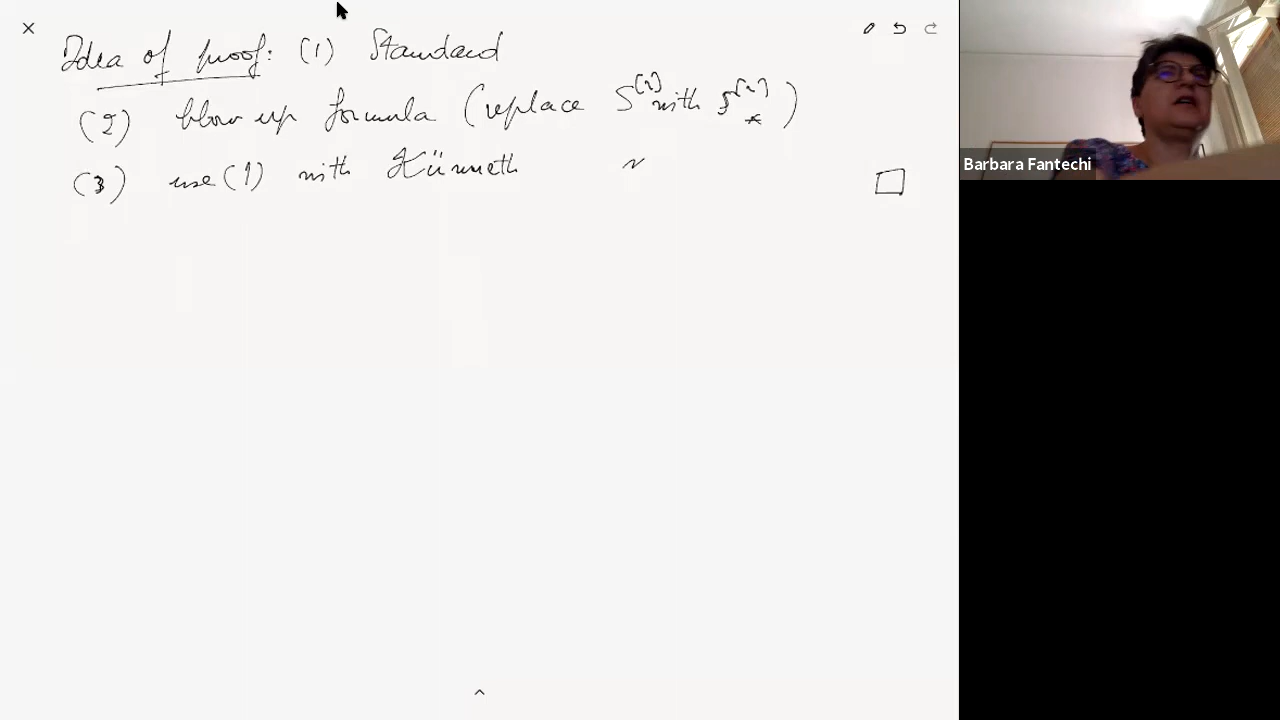 Idea of proof: (1) Standard
(2) blow up formula (replace S^{(r)} with S^{[r]}_*)
(3) use (1) with Künneth ~ □
Barbara Fantechi